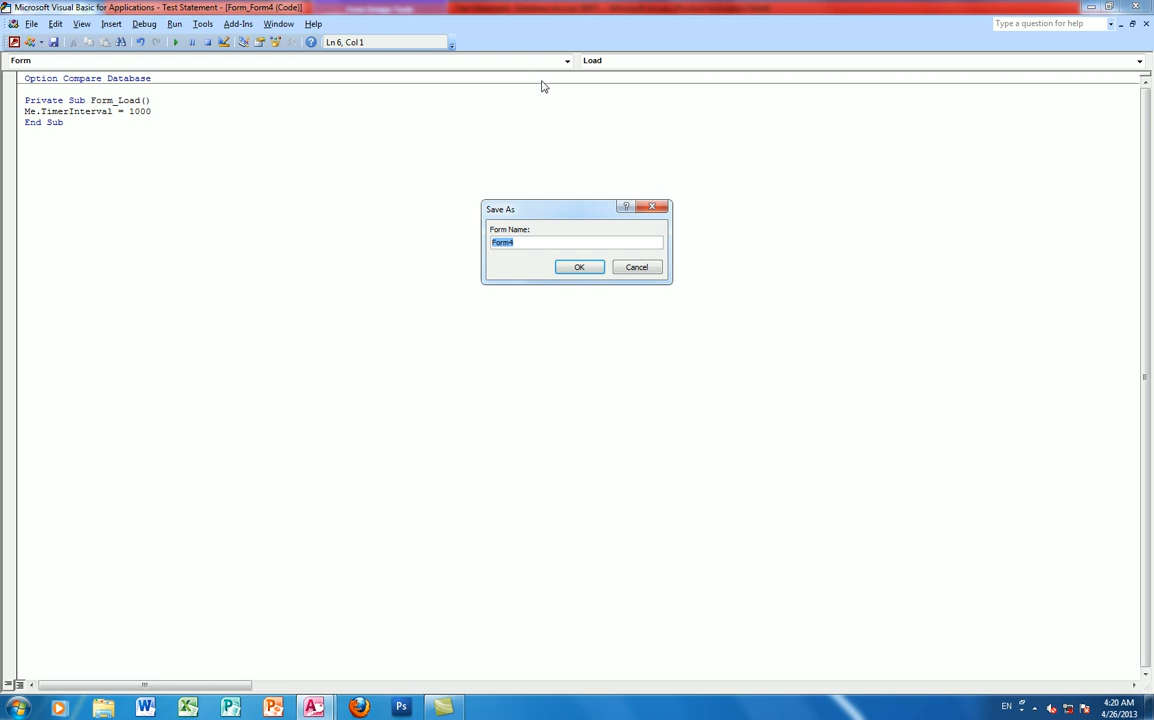 Microsoft Visual Basic for Applications - Test Statement - [Form_Form4 (Code)]
File Edit View Insert Debug Run Tools Add-Ins Window Help
Type a question for help
Ln 6, Col 1
Form
Load
Option Compare Database
Private Sub Form_Load()
Me.TimerInterval = 1000
End Sub
Save As
Form Name:
Form4
OK
Cancel
EN
4:20 AM
4/26/2013